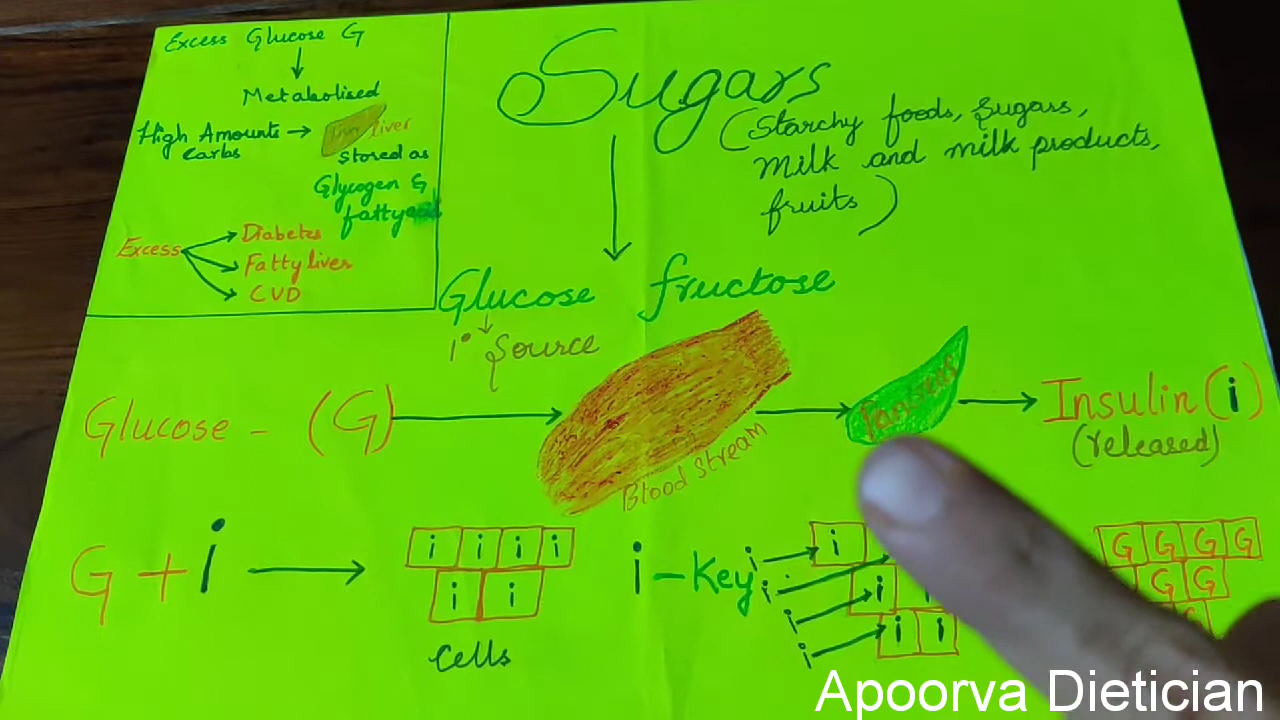 Excess Glucose G
Metabolised
High Amounts
carbs
liver
stored as
Glycogen G
fatty
Excess
Diabetes
Fatty liver
CVD
Sugars
(Starchy foods, Sugars,
milk and milk products,
fruits)
Glucose fructose
1° Source
Glucose - (G)
Blood stream
Pancreas
Insulin (i)
(released)
G + i
i i i i
i i
cells
i - Key
i i
i i i
i
i i i
i
G G G G
G G
G
Apoorva Dietician